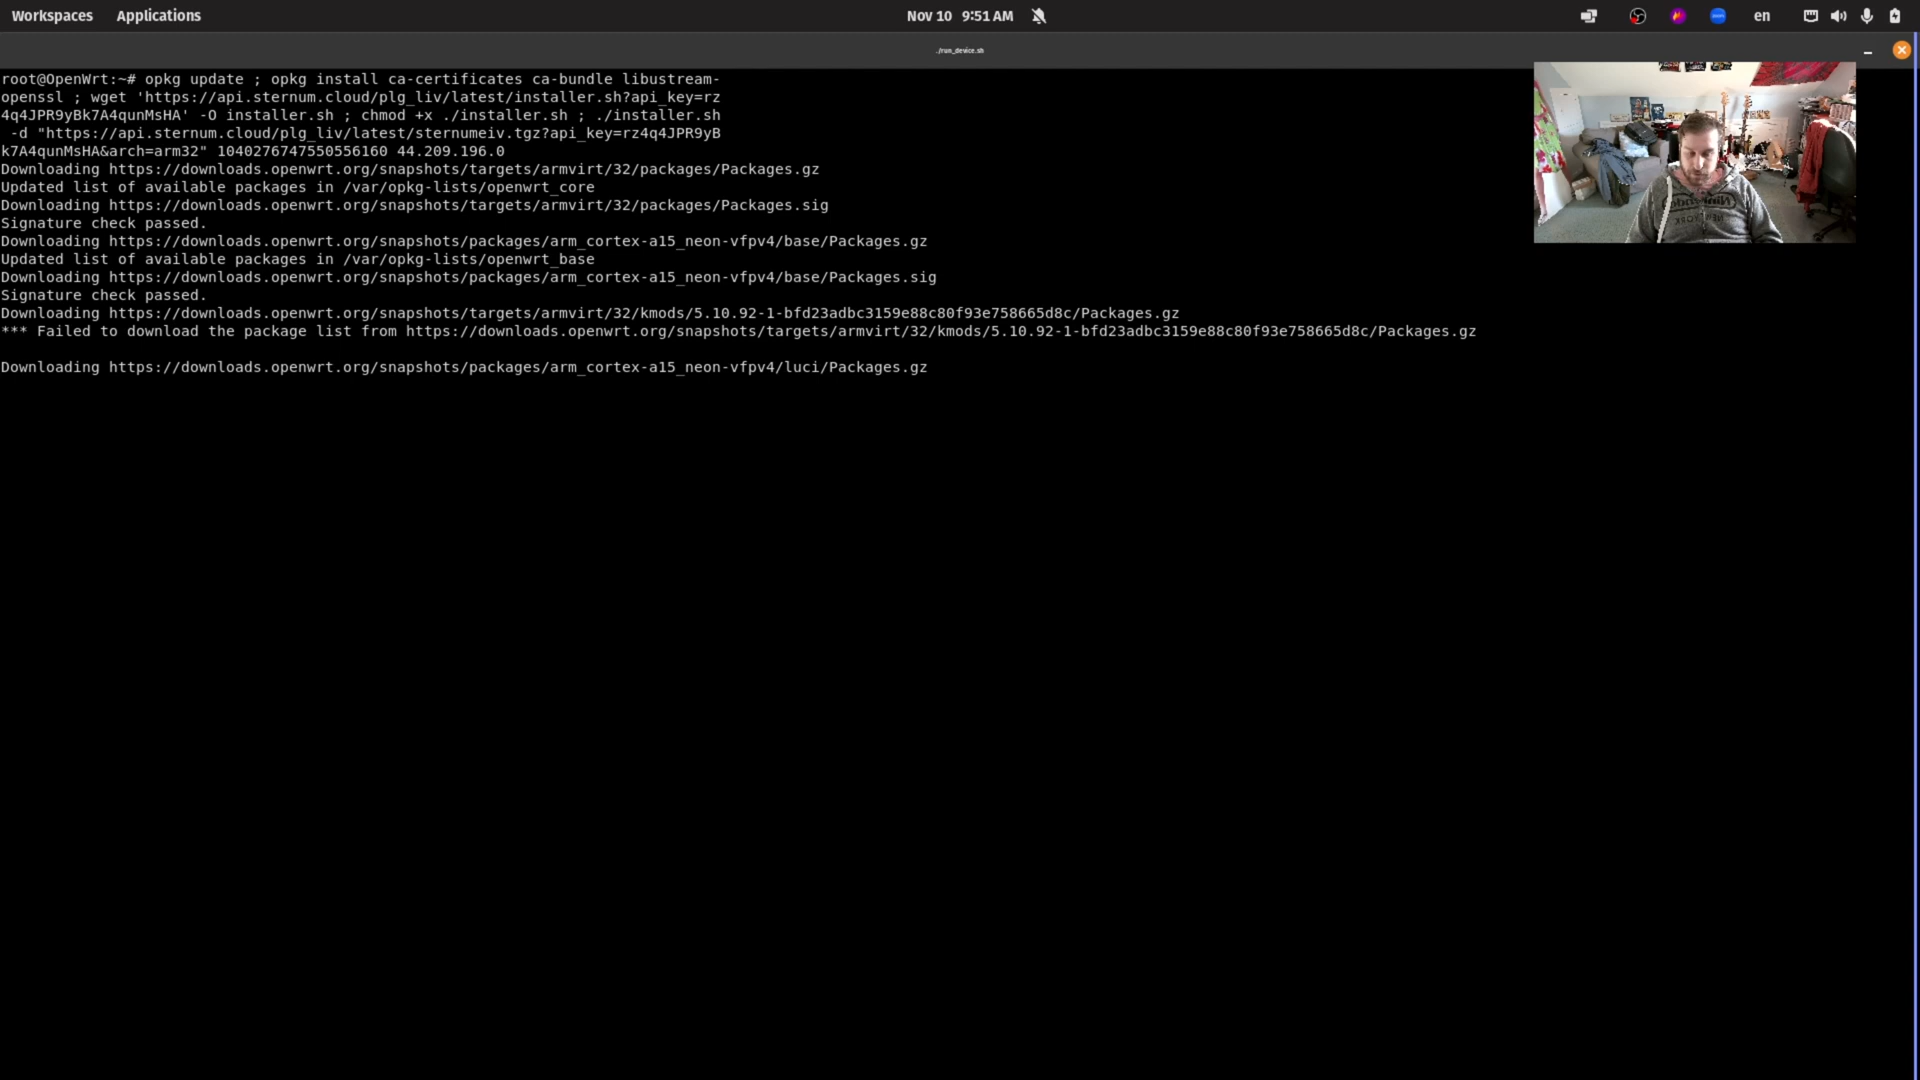 Workspaces Applications Nov 10 9:51 AM en
./run_device.sh
root@OpenWrt:~# opkg update ; opkg install ca-certificates ca-bundle libustream-
openssl ; wget 'https://api.sternum.cloud/plg_liv/latest/installer.sh?api_key=rz
4q4JPR9yBk7A4qunMsHA' -O installer.sh ; chmod +x ./installer.sh ; ./installer.sh
-d "https://api.sternum.cloud/plg_liv/latest/sternumeiv.tgz?api_key=rz4q4JPR9yB
k7A4qunMsHA&arch=arm32" 1040276747550556160 44.209.196.0
Downloading https://downloads.openwrt.org/snapshots/targets/armvirt/32/packages/Packages.gz
Updated list of available packages in /var/opkg-lists/openwrt_core
Downloading https://downloads.openwrt.org/snapshots/targets/armvirt/32/packages/Packages.sig
Signature check passed.
Downloading https://downloads.openwrt.org/snapshots/packages/arm_cortex-a15_neon-vfpv4/base/Packages.gz
Updated list of available packages in /var/opkg-lists/openwrt_base
Downloading https://downloads.openwrt.org/snapshots/packages/arm_cortex-a15_neon-vfpv4/base/Packages.sig
Signature check passed.
Downloading https://downloads.openwrt.org/snapshots/targets/armvirt/32/kmods/5.10.92-1-bfd23adbc3159e88c80f93e758665d8c/Packages.gz
*** Failed to download the package list from https://downloads.openwrt.org/snapshots/targets/armvirt/32/kmods/5.10.92-1-bfd23adbc3159e88c80f93e758665d8c/Packages.gz
Downloading https://downloads.openwrt.org/snapshots/packages/arm_cortex-a15_neon-vfpv4/luci/Packages.gz
Nintendo
NEW YORK